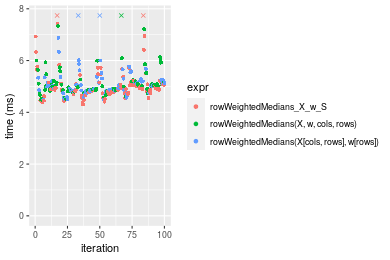 8
6
4
2
0
time (ms)
0
25
50
75
100
iteration
expr
rowWeightedMedians_X_w_S
rowWeightedMedians(X, w, cols, rows)
rowWeightedMedians(X[cols, rows], w[rows])